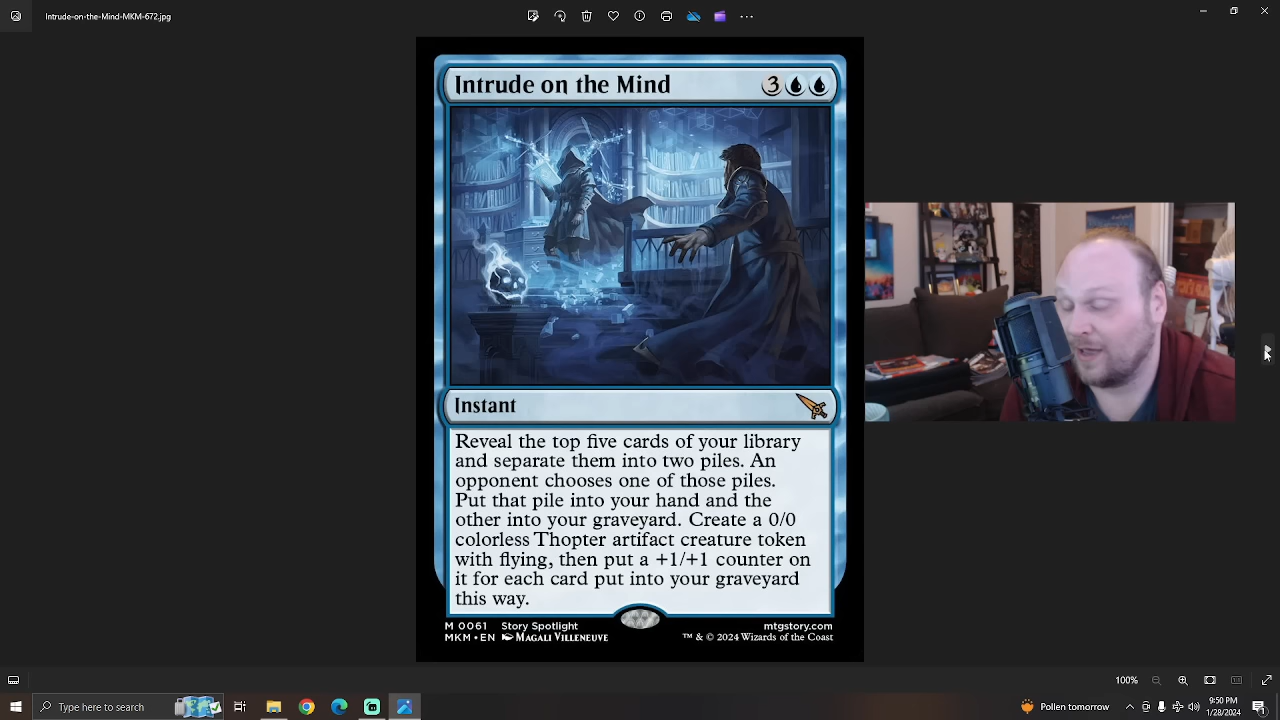 Intrude-on-the-Mind-MKM-672.jpg
Intrude on the Mind 3
Instant
Reveal the top five cards of your library
and separate them into two piles. An
opponent chooses one of those piles.
Put that pile into your hand and the
other into your graveyard. Create a 0/0
colorless Thopter artifact creature token
with flying, then put a +1/+1 counter on
it for each card put into your graveyard
this way.
M 0061 Story Spotlight mtgstory.com
MKM • EN MAGALI VILLENEUVE ™ & © 2024 Wizards of the Coast
100%
Type here to search
Pollen tomorrow
9:50 PM
1/28/2024